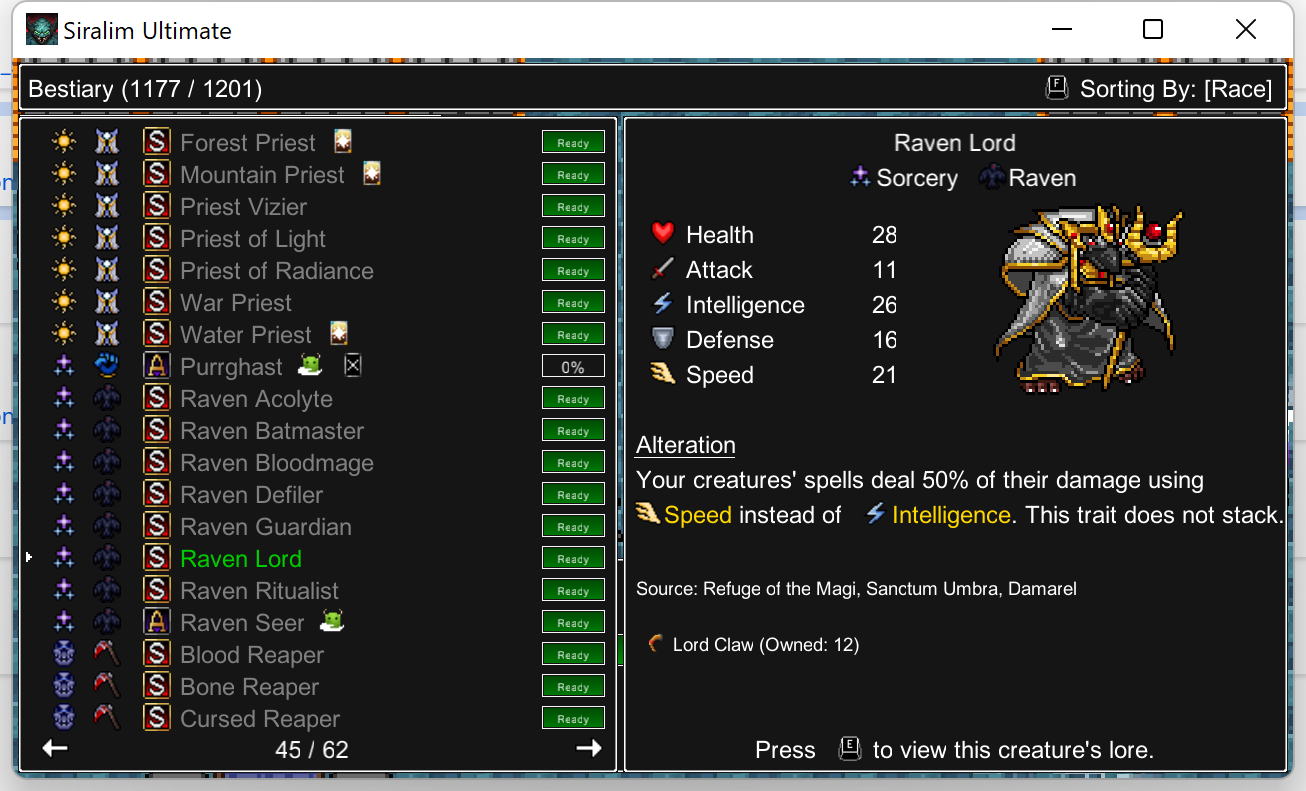 Siralim Ultimate
Bestiary (1177 / 1201)
F Sorting By: [Race]
S Forest Priest Ready
S Mountain Priest Ready
S Priest Vizier Ready
S Priest of Light Ready
S Priest of Radiance Ready
S War Priest Ready
S Water Priest Ready
A Purrghast 0%
S Raven Acolyte Ready
S Raven Batmaster Ready
S Raven Bloodmage Ready
S Raven Defiler Ready
S Raven Guardian Ready
S Raven Lord Ready
S Raven Ritualist Ready
A Raven Seer Ready
S Blood Reaper Ready
S Bone Reaper Ready
S Cursed Reaper Ready
45 / 62
Raven Lord
Sorcery Raven
Health 28
Attack 11
Intelligence 26
Defense 16
Speed 21
Alteration
Your creatures' spells deal 50% of their damage using
Speed instead of Intelligence. This trait does not stack.
Source: Refuge of the Magi, Sanctum Umbra, Damarel
Lord Claw (Owned: 12)
Press E to view this creature's lore.